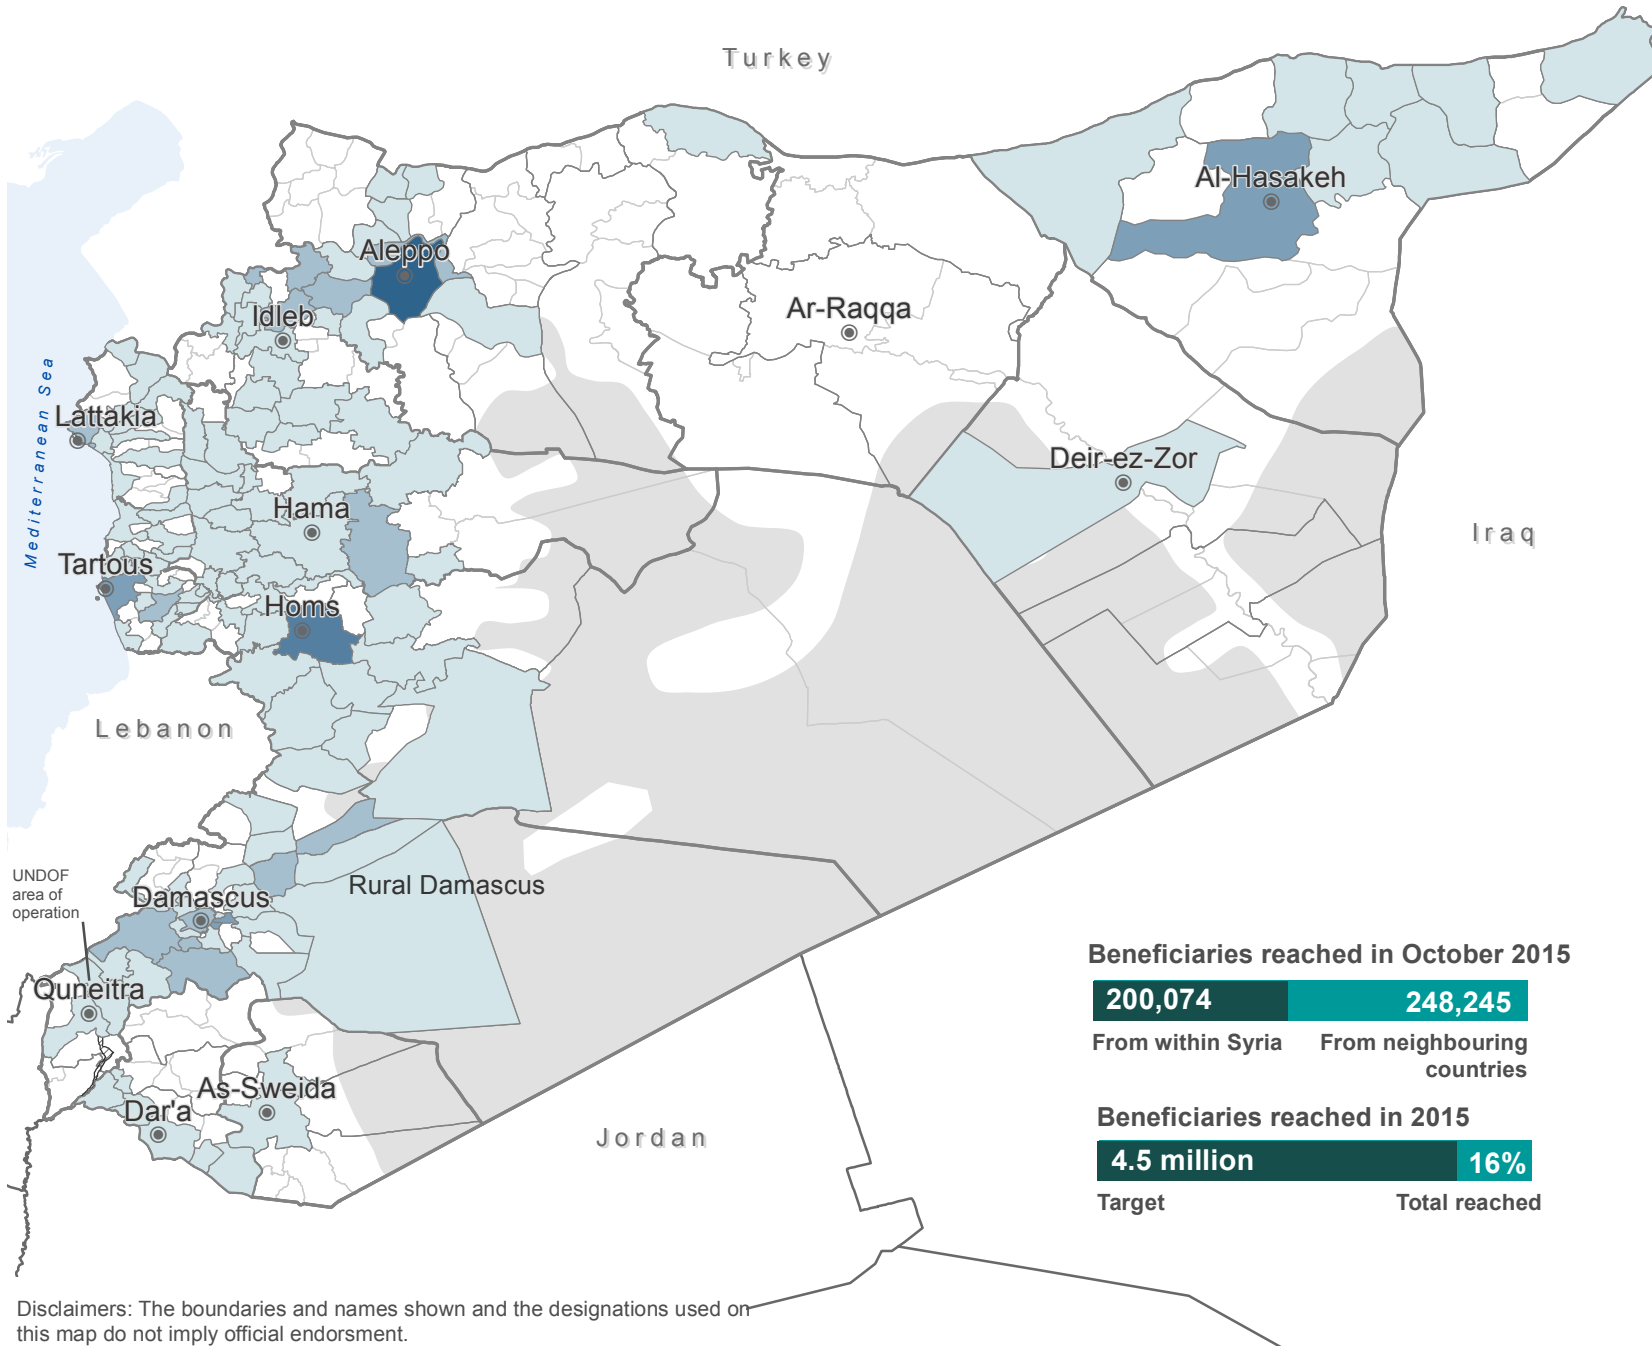 Turkey
Al-Hasakeh
Aleppo
Ar-Raqqa
Idleb
Mediterranean Sea
Lattakia
Deir-ez-Zor
Hama
Iraq
Tartous
Homs
Lebanon
UNDOF
area of
operation
Rural Damascus
Damascus
Quneitra
As-Sweida
Dar'a
Jordan
Beneficiaries reached in October 2015
200,074 248,245
From within Syria From neighbouring
countries
Beneficiaries reached in 2015
4.5 million 16%
Target Total reached
Disclaimers: The boundaries and names shown and the designations used on
this map do not imply official endorsment.